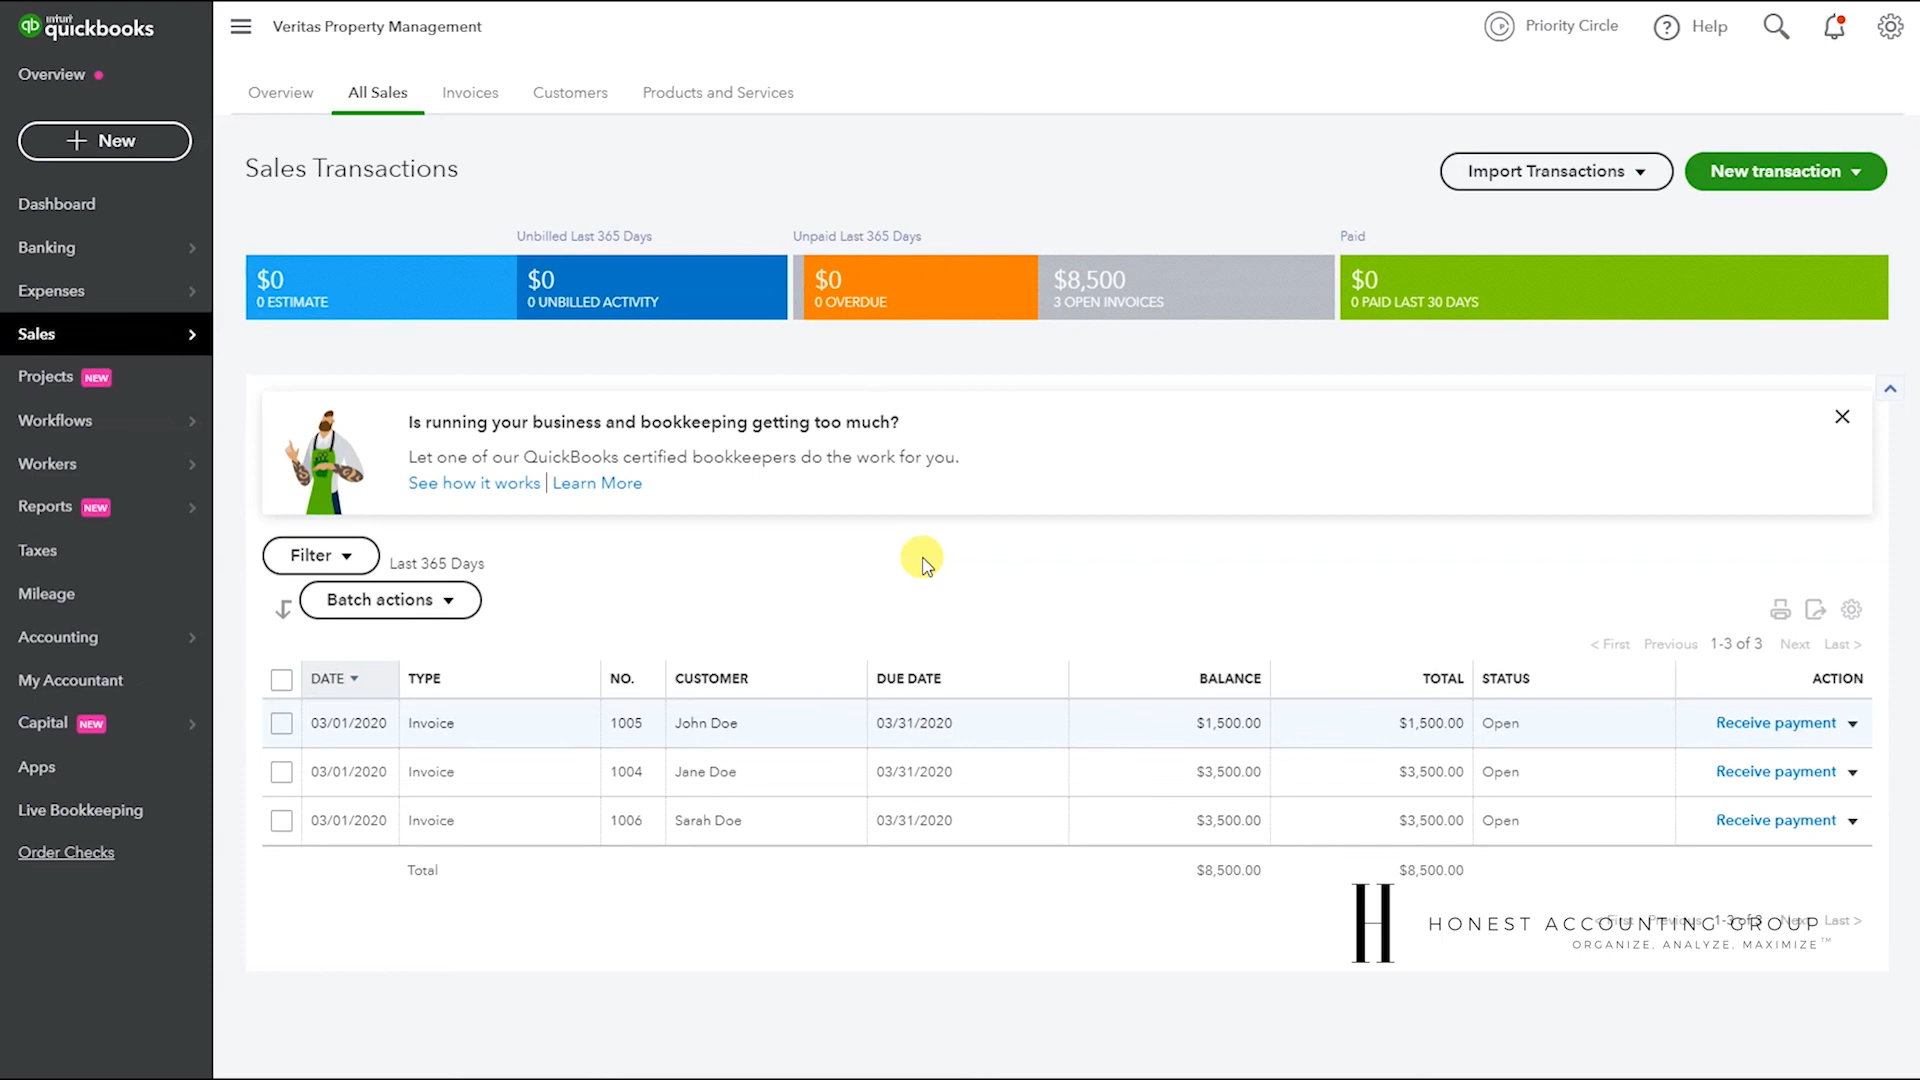 intuit
quickbooks
Overview
+ New
Dashboard
Banking
Expenses
Sales
Projects NEW
Workflows
Workers
Reports NEW
Taxes
Mileage
Accounting
My Accountant
Capital NEW
Apps
Live Bookkeeping
Order Checks
Veritas Property Management
Priority Circle
Help
Overview All Sales Invoices Customers Products and Services
Sales Transactions
Import Transactions
New transaction
Unbilled Last 365 Days
Unpaid Last 365 Days
Paid
$0
0 ESTIMATE
$0
0 UNBILLED ACTIVITY
$0
0 OVERDUE
$8,500
3 OPEN INVOICES
$0
0 PAID LAST 30 DAYS
Is running your business and bookkeeping getting too much?
Let one of our QuickBooks certified bookkeepers do the work for you.
See how it works | Learn More
Filter Last 365 Days
Batch actions
< First Previous 1-3 of 3 Next Last >
DATE TYPE NO. CUSTOMER DUE DATE BALANCE TOTAL STATUS ACTION
03/01/2020 Invoice 1005 John Doe 03/31/2020 $1,500.00 $1,500.00 Open Receive payment
03/01/2020 Invoice 1004 Jane Doe 03/31/2020 $3,500.00 $3,500.00 Open Receive payment
03/01/2020 Invoice 1006 Sarah Doe 03/31/2020 $3,500.00 $3,500.00 Open Receive payment
Total $8,500.00 $8,500.00
< First Previous 1-3 of 3 Next Last >
H HONEST ACCOUNTING GROUP
ORGANIZE. ANALYZE. MAXIMIZE™